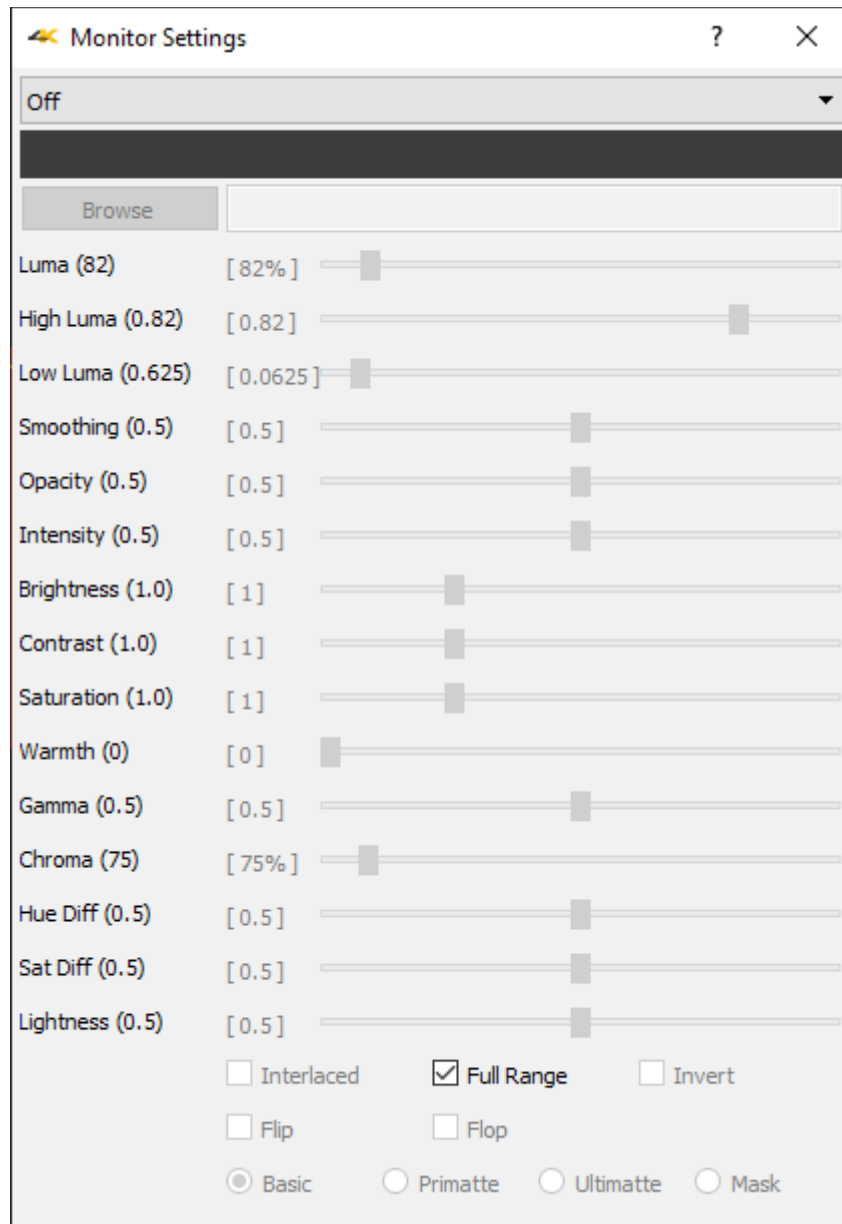 Monitor Settings ?
Off
Browse
Luma (82) [ 82% ]
High Luma (0.82) [ 0.82 ]
Low Luma (0.625) [ 0.0625 ]
Smoothing (0.5) [ 0.5 ]
Opacity (0.5) [ 0.5 ]
Intensity (0.5) [ 0.5 ]
Brightness (1.0) [ 1 ]
Contrast (1.0) [ 1 ]
Saturation (1.0) [ 1 ]
Warmth (0) [ 0 ]
Gamma (0.5) [ 0.5 ]
Chroma (75) [ 75% ]
Hue Diff (0.5) [ 0.5 ]
Sat Diff (0.5) [ 0.5 ]
Lightness (0.5) [ 0.5 ]
Interlaced Full Range Invert
Flip Flop
Basic Primatte Ultimatte Mask